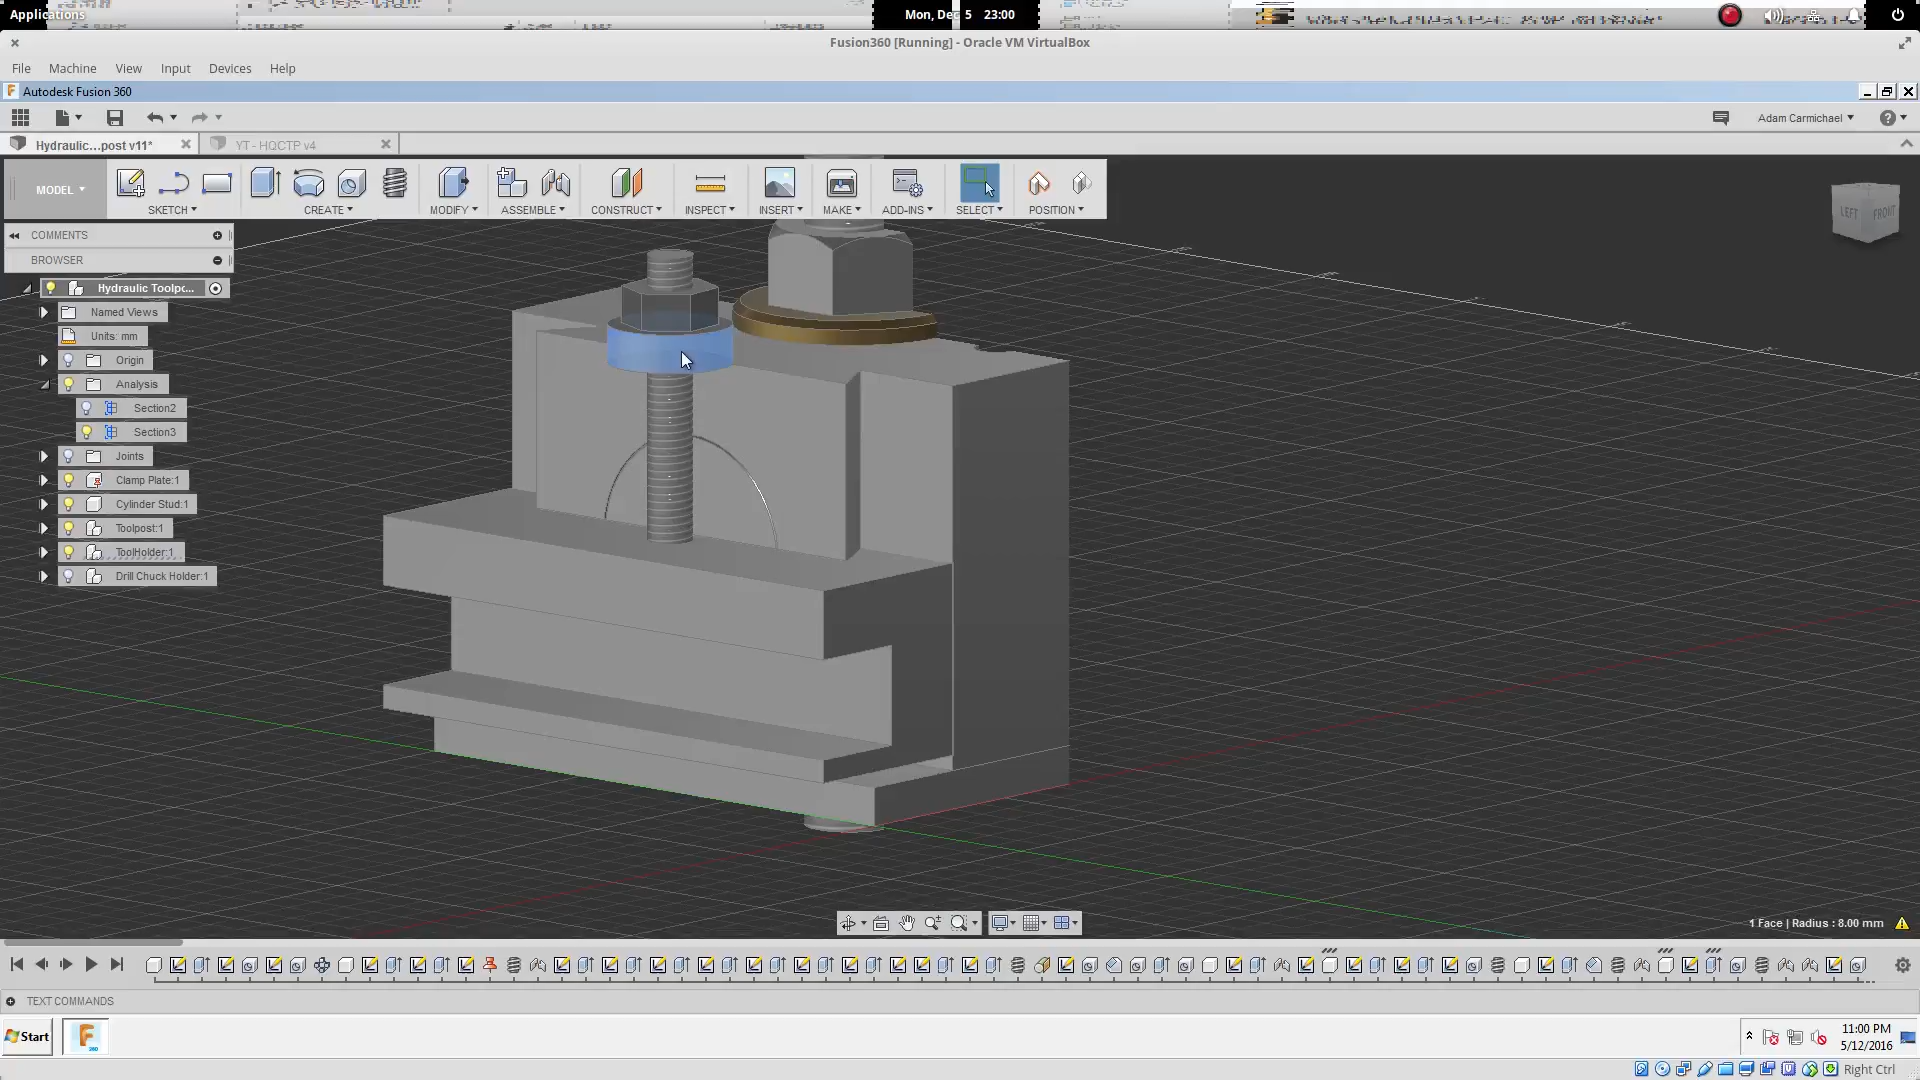 Applications
Mon, Dec 5 23:00
Fusion360 [Running] - Oracle VM VirtualBox
File Machine View Input Devices Help
Autodesk Fusion 360
Adam Carmichael
Hydraulic...post v11*
YT - HQCTP v4
MODEL
SKETCH
CREATE
MODIFY
ASSEMBLE
CONSTRUCT
INSPECT
INSERT
MAKE
ADD-INS
SELECT
POSITION
LEFT
FRONT
COMMENTS
BROWSER
Hydraulic Toolpo...
Named Views
Units: mm
Origin
Analysis
Section2
Section3
Joints
Clamp Plate:1
Cylinder Stud:1
Toolpost:1
ToolHolder:1
Drill Chuck Holder:1
1 Face | Radius : 8.00 mm
TEXT COMMANDS
Start
11:00 PM
5/12/2016
Right Ctrl